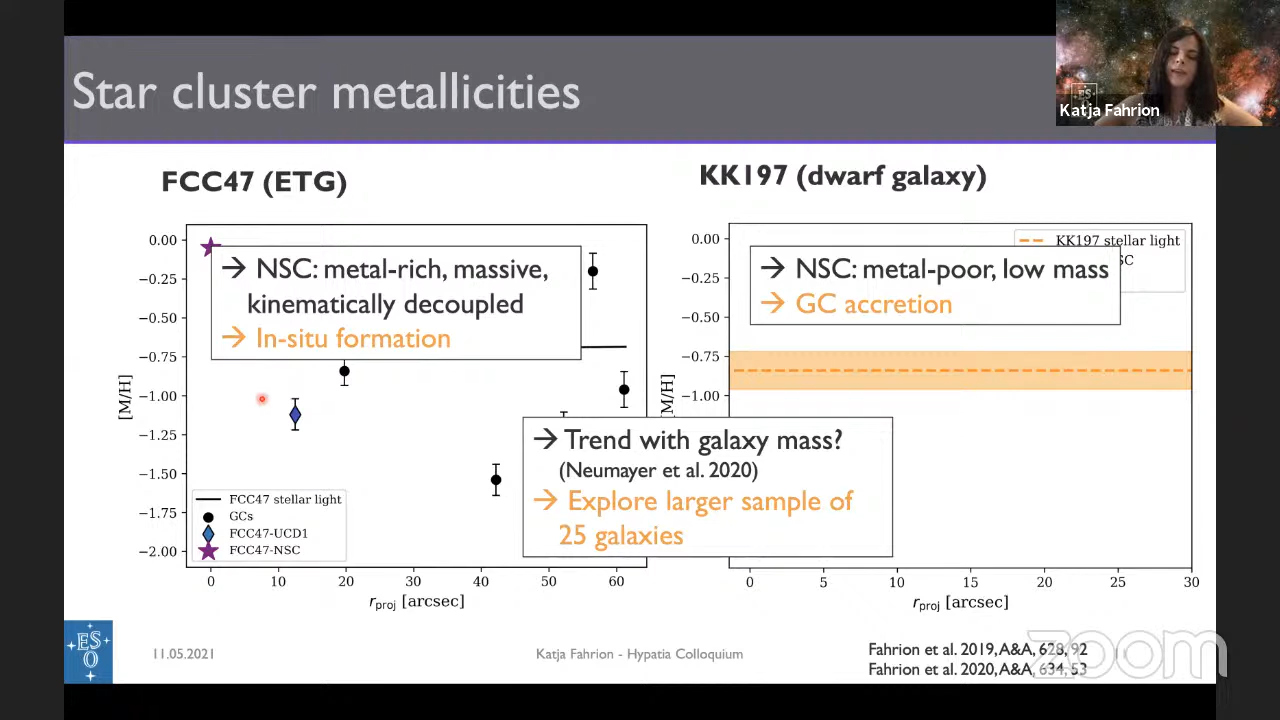 Star cluster metallicities
ES
Katja Fahrion
FCC47 (ETG)
KK197 (dwarf galaxy)
0.00
−0.25
−0.50
−0.75
−1.00
−1.25
−1.50
−1.75
−2.00
[M/H]
→ NSC: metal-rich, massive,
kinematically decoupled
→ In-situ formation
FCC47 stellar light
GCs
FCC47-UCD1
FCC47-NSC
0 10 20 30 40 50 60
rproj [arcsec]
0.00
−0.25
−0.50
−0.75
−1.00
[M/H]
KK197 stellar light
SC
→ NSC: metal-poor, low mass
→ GC accretion
→ Trend with galaxy mass?
(Neumayer et al. 2020)
→ Explore larger sample of
25 galaxies
0 5 10 15 20 25 30
rproj [arcsec]
ES
O
11.05.2021
Katja Fahrion - Hypatia Colloquium
Fahrion et al. 2019, A&A, 628, 92
Fahrion et al. 2020, A&A, 634, 53
zoom